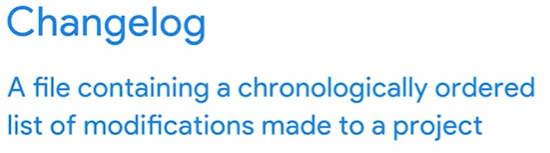 Changelog
A file containing a chronologically ordered
list of modifications made to a project